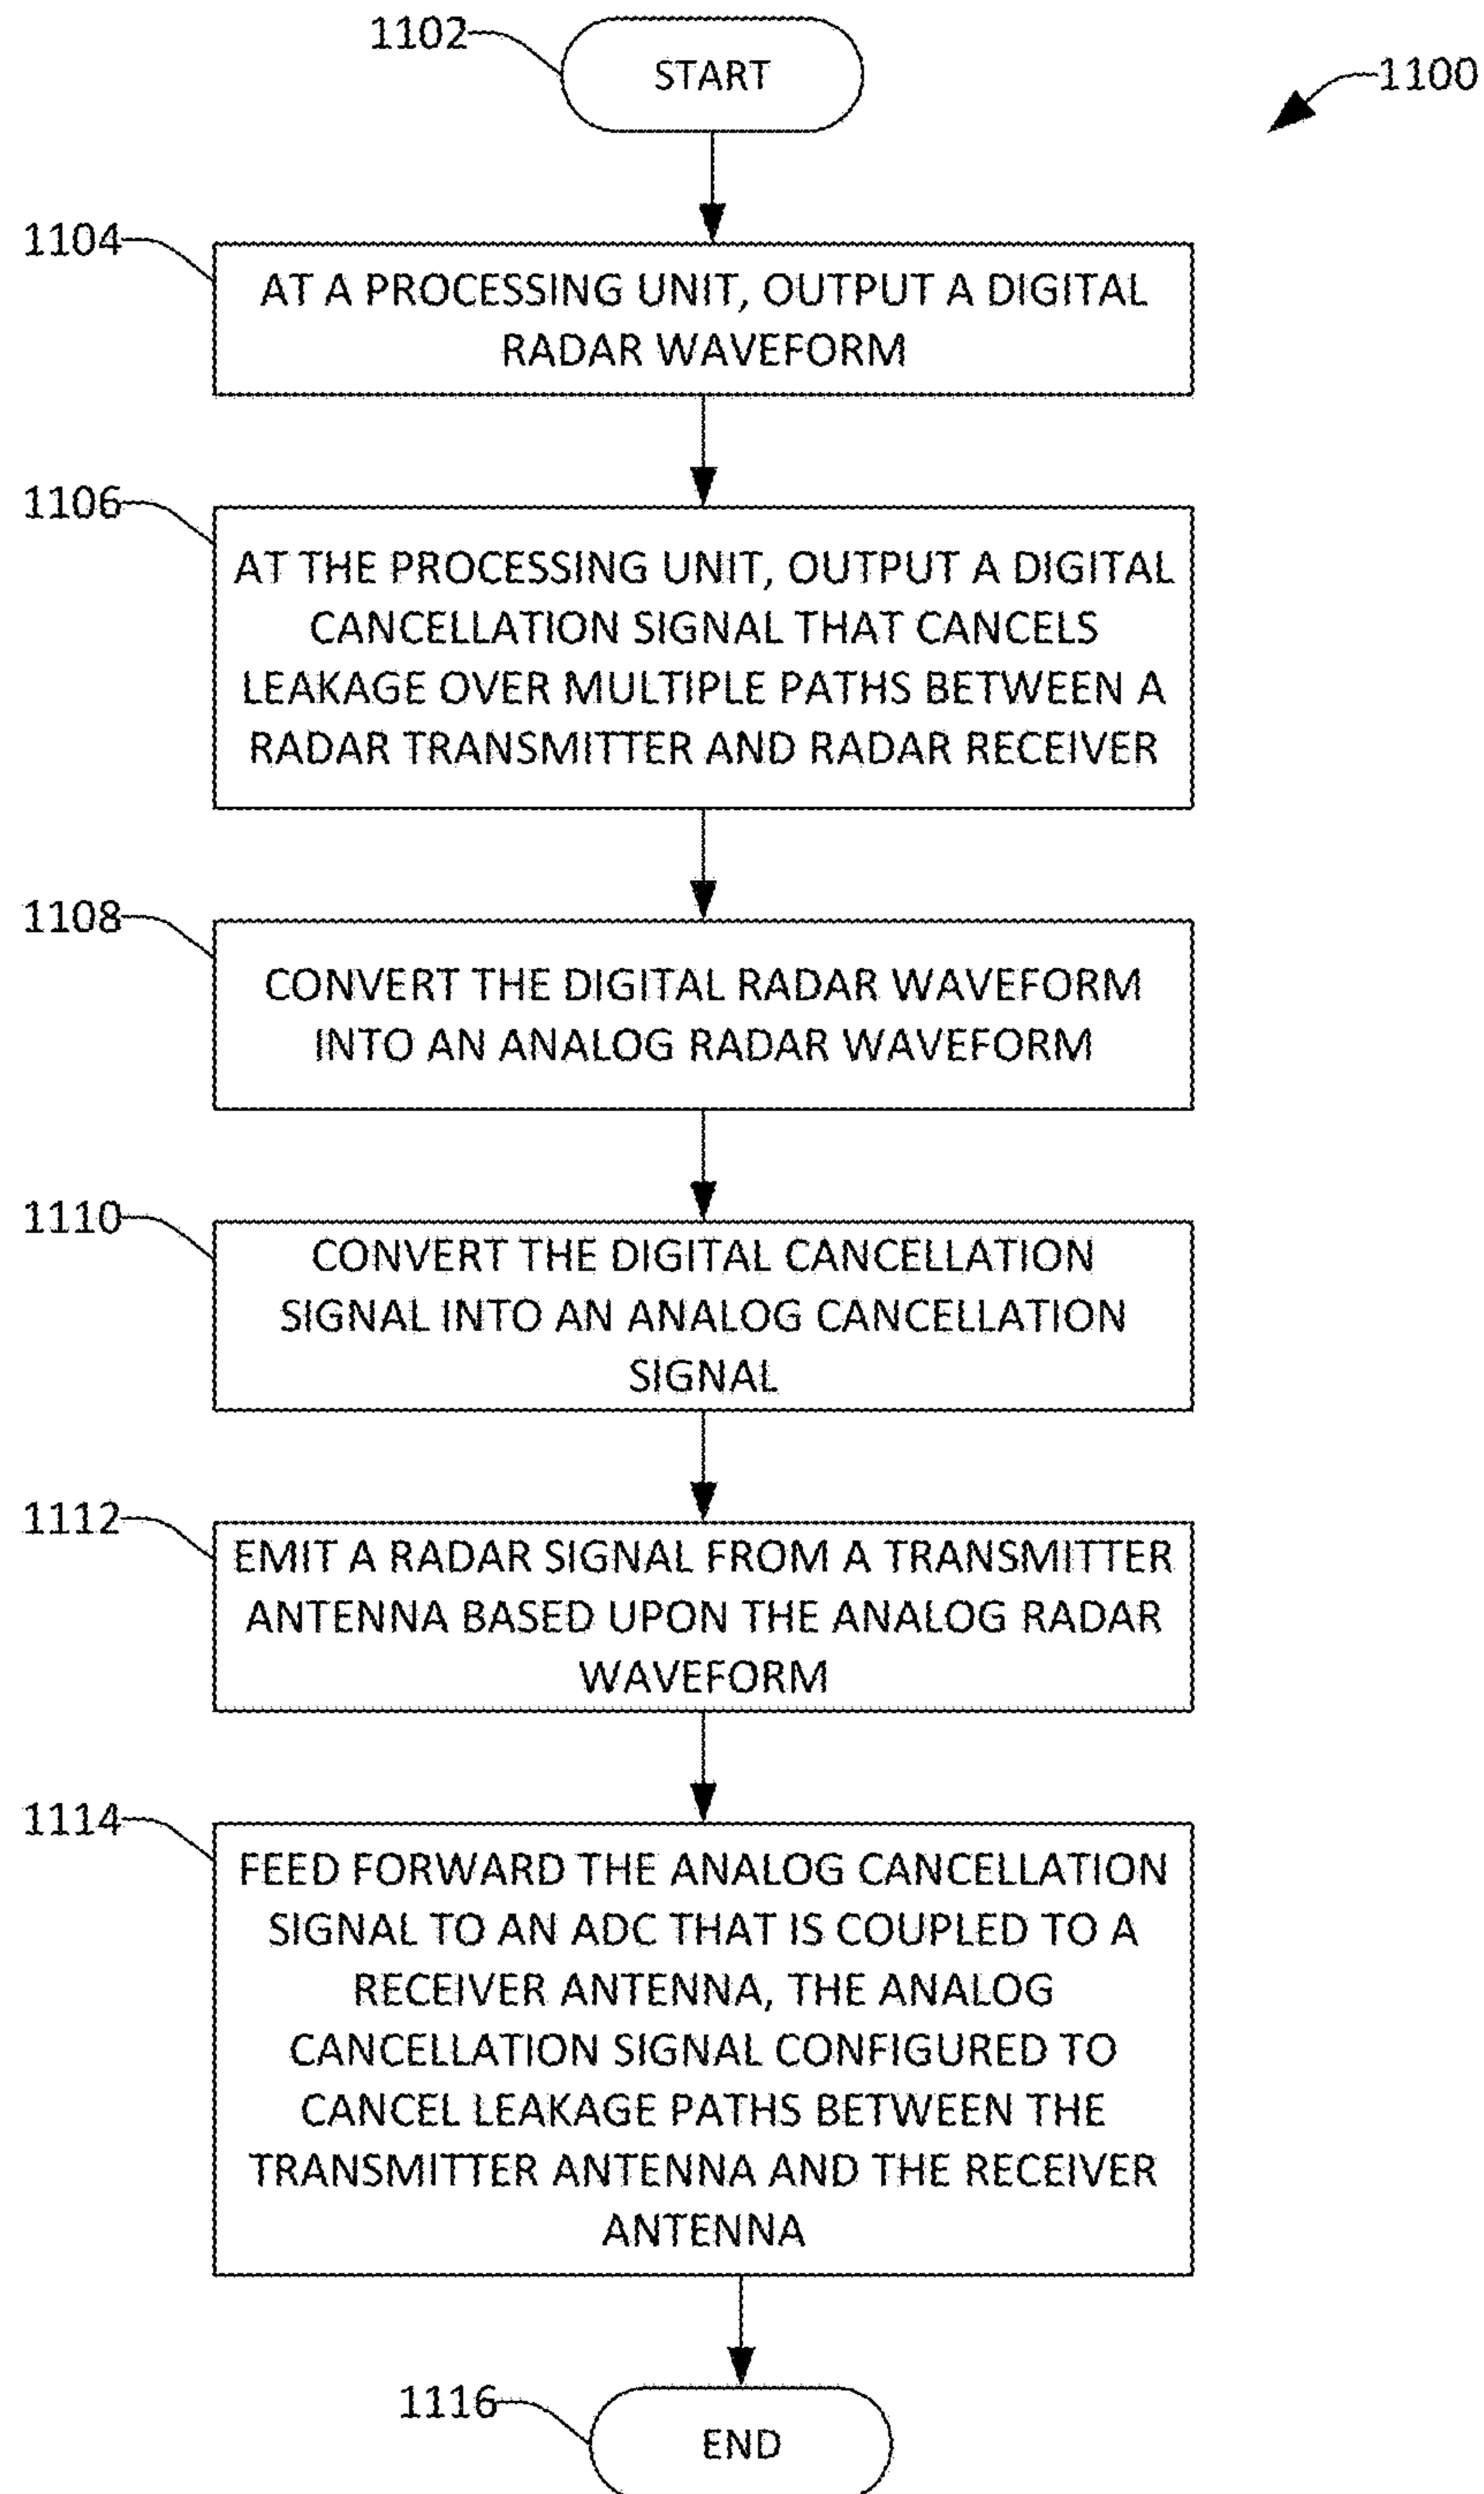 1102
START
1100
1104
AT A PROCESSING UNIT, OUTPUT A DIGITAL
RADAR WAVEFORM
1106
AT THE PROCESSING UNIT, OUTPUT A DIGITAL
CANCELLATION SIGNAL THAT CANCELS
LEAKAGE OVER MULTIPLE PATHS BETWEEN A
RADAR TRANSMITTER AND RADAR RECEIVER
1108
CONVERT THE DIGITAL RADAR WAVEFORM
INTO AN ANALOG RADAR WAVEFORM
1110
CONVERT THE DIGITAL CANCELLATION
SIGNAL INTO AN ANALOG CANCELLATION
SIGNAL
1112
EMIT A RADAR SIGNAL FROM A TRANSMITTER
ANTENNA BASED UPON THE ANALOG RADAR
WAVEFORM
1114
FEED FORWARD THE ANALOG CANCELLATION
SIGNAL TO AN ADC THAT IS COUPLED TO A
RECEIVER ANTENNA, THE ANALOG
CANCELLATION SIGNAL CONFIGURED TO
CANCEL LEAKAGE PATHS BETWEEN THE
TRANSMITTER ANTENNA AND THE RECEIVER
ANTENNA
1116
END